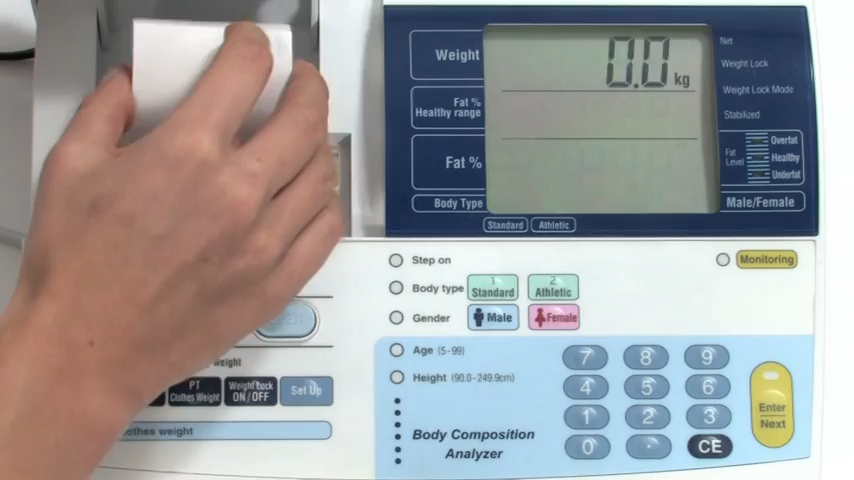 Weight
0.0 kg
Fat %
Healthy range
Fat %
Body Type
Standard
Athletic
Net
Weight Lock
Weight Lock Mode
Stabilized
Fat
Level
Overfat
Healthy
Underfat
Male/Female
Step on
Monitoring
Body type
1
Standard
2
Athletic
Gender
Male
Female
Age (5-99)
Height (90.0-249.9cm)
Body Composition
Analyzer
7 8 9
4 5 6
1 2 3
0 . CE
Enter
Next
weight
PT
Clothes Weight
Weight Lock
ON/OFF
Set Up
clothes weight